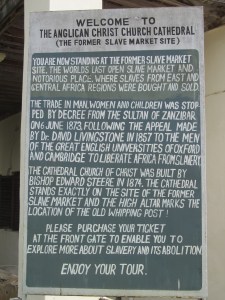 WELCOME TO
THE ANGLICAN CHRIST CHURCH CATHEDRAL
(THE FORMER SLAVE MARKET SITE)
YOU ARE NOW STANDING AT THE FORMER SLAVE MARKET
SITE, THE WORLDS LAST OPEN SLAVE MARKET AND
NOTORIOUS PLACE WHERE SLAVES FROM EAST AND
CENTRAL AFRICA REGIONS WERE BOUGHT AND SOLD.
THE TRADE IN MAN, WOMEN AND CHILDREN WAS STOP
PED BY DECREE FROM THE SULTAN OF ZANZIBAR,
ON 6 JUNE 1873, FOLLOWING THE APPEAL MADE
BY DR DAVID LIVINGSTONE IN 1857 TO THE MEN
OF THE GREAT ENGLISH UNIVERSITIES OF OXFORD
AND CAMBRIDGE TO LIBERATE AFRICA FROM SLAVERY.
THE CATHEDRAL CHURCH OF CHRIST WAS BUILT BY
BISHOP EDWARD STEERE IN 1874. THE CATHEDRAL
STANDS EXACTLY ON THE SITE OF THE FORMER
SLAVE MARKET AND THE HIGH ALTAR MARKS THE
LOCATION OF THE OLD WHIPPING POST!
PLEASE PURCHASE YOUR TICKET
AT THE FRONT GATE TO ENABLE YOU TO
EXPLORE MORE ABOUT SLAVERY AND ITS ABOLITION
ENJOY YOUR TOUR.